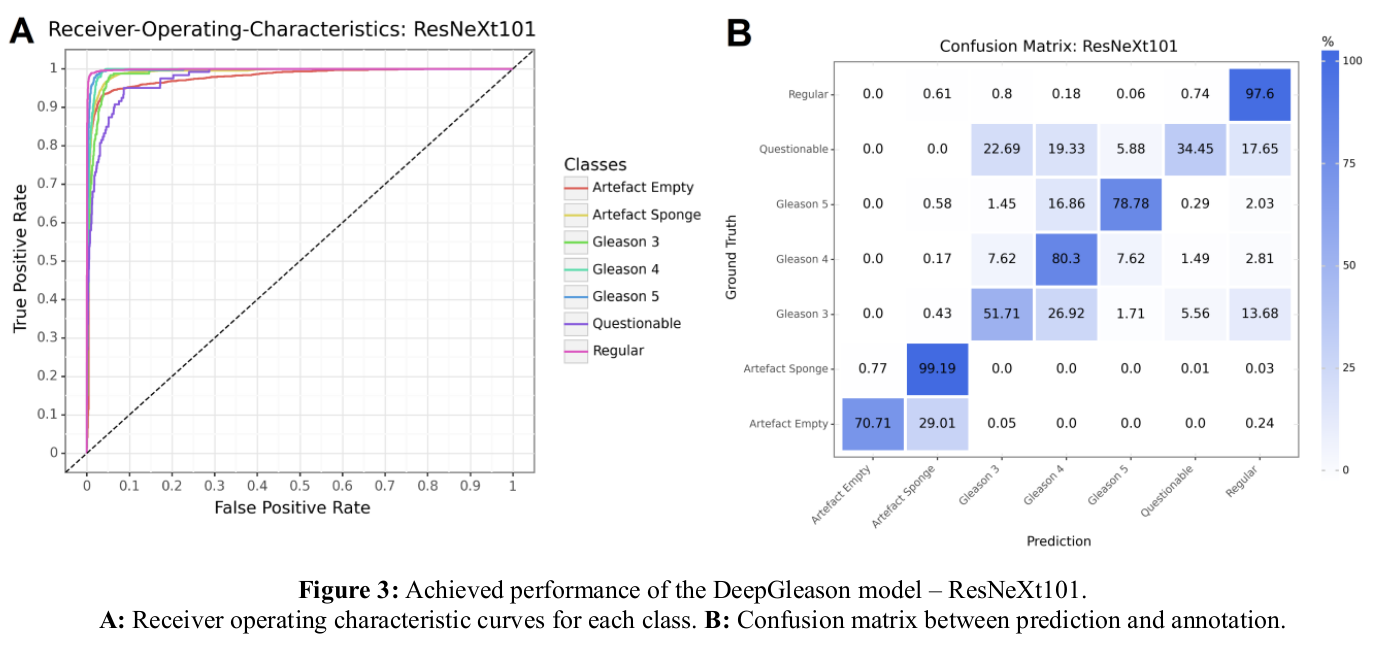 A
Receiver-Operating-Characteristics: ResNeXt101
True Positive Rate
1
0.9
0.8
0.7
0.6
0.5
0.4
0.3
0.2
0.1
0
0 0.1 0.2 0.3 0.4 0.5 0.6 0.7 0.8 0.9 1
False Positive Rate
Classes
Artefact Empty
Artefact Sponge
Gleason 3
Gleason 4
Gleason 5
Questionable
Regular
B
Confusion Matrix: ResNeXt101
Ground Truth
Regular 0.0 0.61 0.8 0.18 0.06 0.74 97.6
Questionable 0.0 0.0 22.69 19.33 5.88 34.45 17.65
Gleason 5 0.0 0.58 1.45 16.86 78.78 0.29 2.03
Gleason 4 0.0 0.17 7.62 80.3 7.62 1.49 2.81
Gleason 3 0.0 0.43 51.71 26.92 1.71 5.56 13.68
Artefact Sponge 0.77 99.19 0.0 0.0 0.0 0.01 0.03
Artefact Empty 70.71 29.01 0.05 0.0 0.0 0.0 0.24
Artefact Empty Artefact Sponge Gleason 3 Gleason 4 Gleason 5 Questionable Regular
Prediction
%
100
75
50
25
0
Figure 3: Achieved performance of the DeepGleason model – ResNeXt101.
A: Receiver operating characteristic curves for each class. B: Confusion matrix between prediction and annotation.